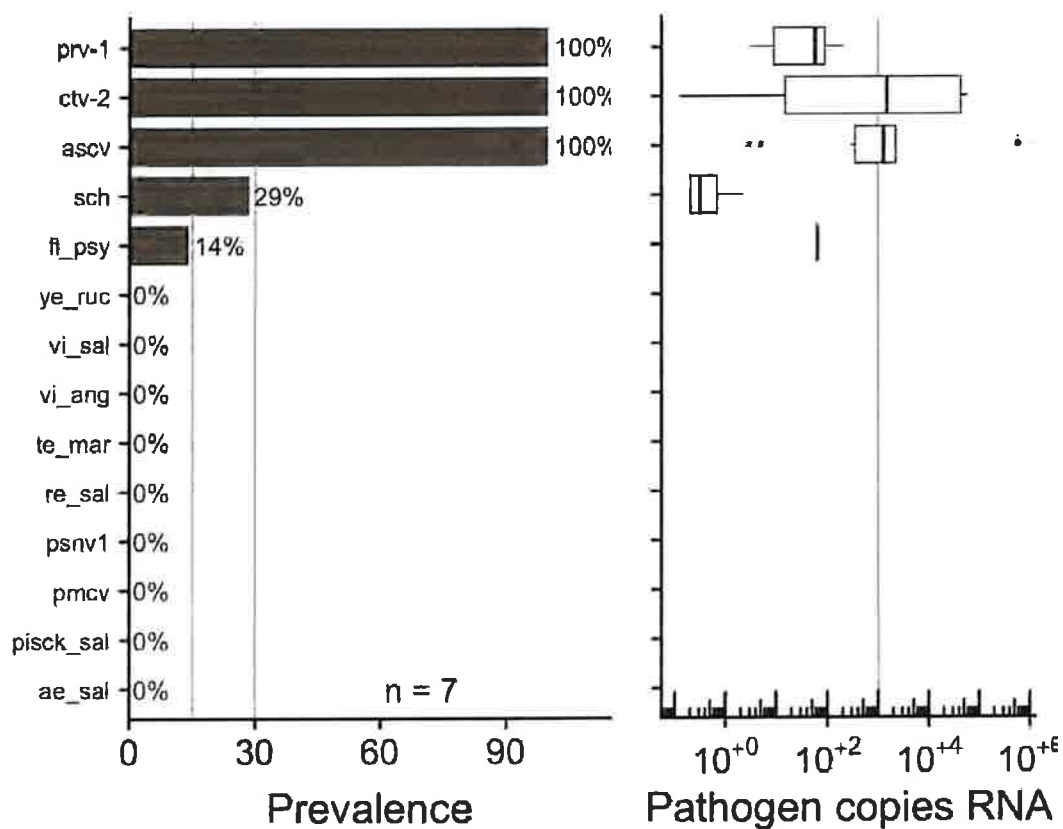 prv-1 100%
ctv-2 100%
ascv 100%
sch 29%
fl_psy 14%
ye_ruc 0%
vi_sal 0%
vi_ang 0%
te_mar 0%
re_sal 0%
psnv1 0%
pmcv 0%
pisck_sal 0%
ae_sal 0%
n = 7
0 30 60 90
Prevalence
10+0 10+2 10+4 10+6
Pathogen copies RNA